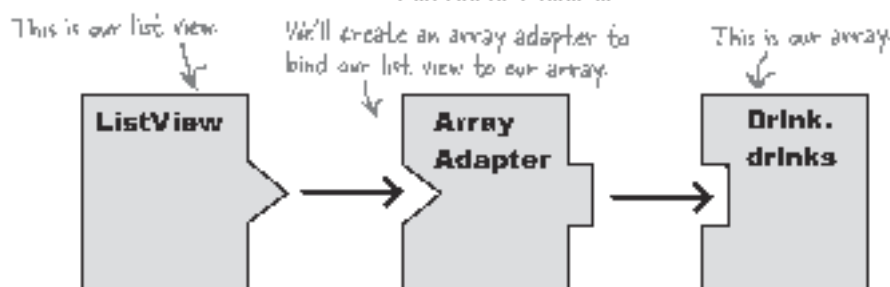 This is our list view.
We'll create an array adapter to
bind our list view to our array.
This is our array.
ListView
Array
Adapter
Drink.
drinks